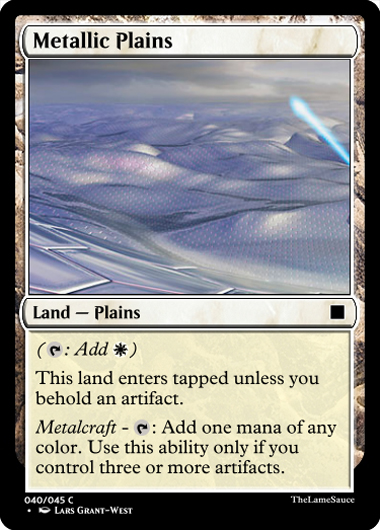 Metallic Plains
Land — Plains
( : Add )
This land enters tapped unless you
behold an artifact.
Metalcraft - : Add one mana of any
color. Use this ability only if you
control three or more artifacts.
040/045 C
TheLameSauce
• Lars Grant-West